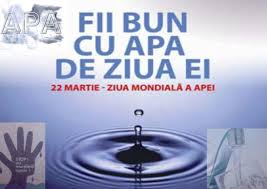 APA
FII BUN
CU APA
DE ZIUA EI
22 MARTIE - ZIUA MONDIALĂ A APEI